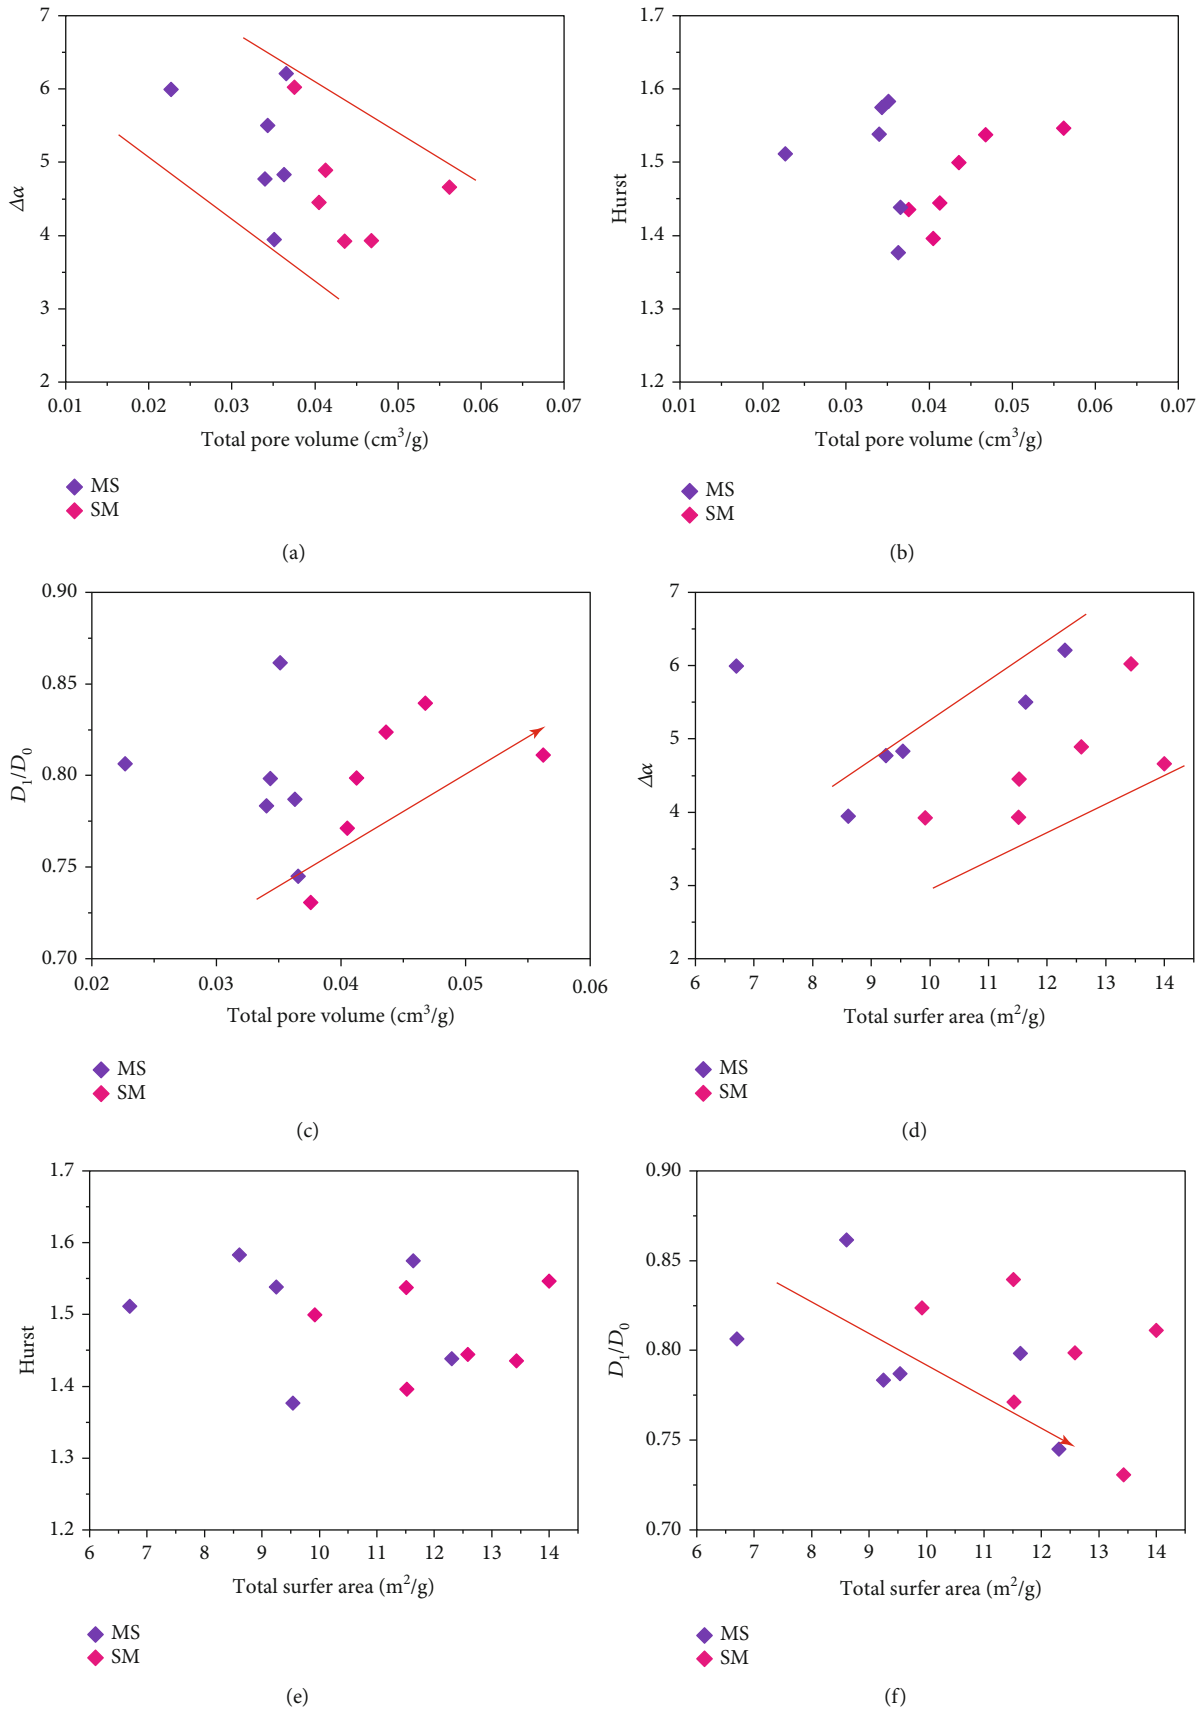 7
6
5
4
3
2
Δα
0.01 0.02 0.03 0.04 0.05 0.06 0.07
Total pore volume (cm³/g)
MS
SM
(a)
1.7
1.6
1.5
1.4
1.3
1.2
Hurst
0.01 0.02 0.03 0.04 0.05 0.06 0.07
Total pore volume (cm³/g)
MS
SM
(b)
0.90
0.85
0.80
0.75
0.70
D₁/D₀
0.02 0.03 0.04 0.05 0.06
Total pore volume (cm³/g)
MS
SM
(c)
7
6
5
4
3
2
Δα
6 7 8 9 10 11 12 13 14
Total surfer area (m²/g)
MS
SM
(d)
1.7
1.6
1.5
1.4
1.3
1.2
Hurst
6 7 8 9 10 11 12 13 14
Total surfer area (m²/g)
MS
SM
(e)
0.90
0.85
0.80
0.75
0.70
D₁/D₀
6 7 8 9 10 11 12 13 14
Total surfer area (m²/g)
MS
SM
(f)